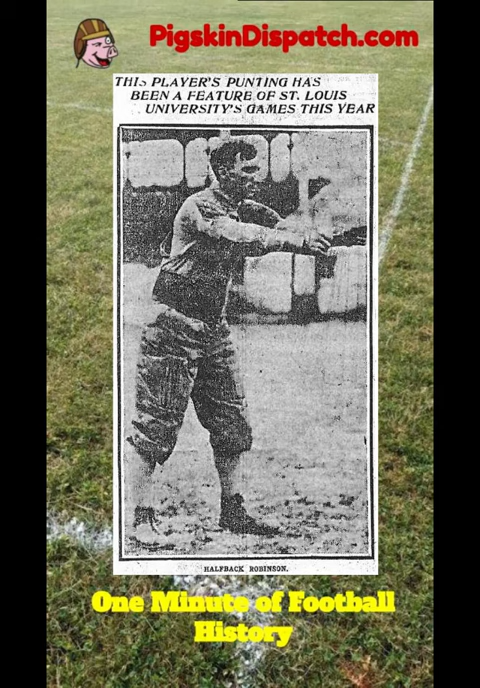 PigskinDispatch.com
THIS PLAYER'S PUNTING HAS
BEEN A FEATURE OF ST. LOUIS
UNIVERSITY'S GAMES THIS YEAR
HALFBACK ROBINSON.
One Minute of Football
History